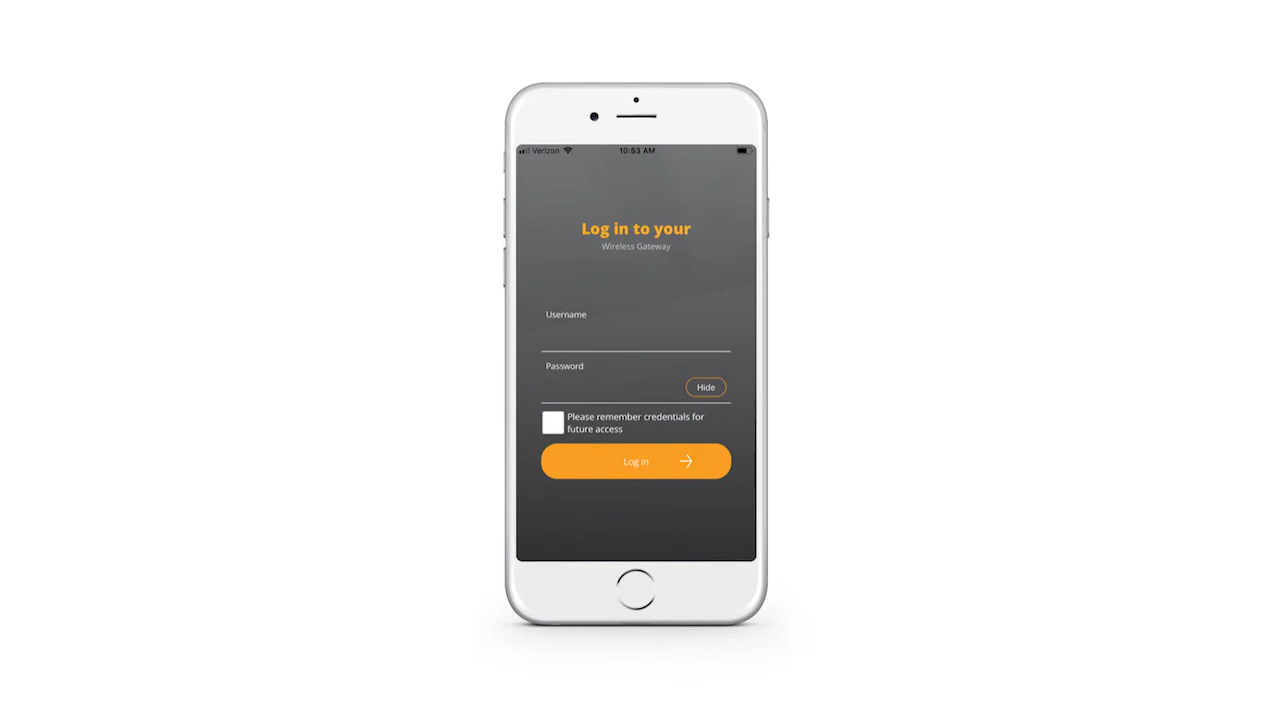 Verizon 10:53 AM
Log in to your
Wireless Gateway
Username
Password
Hide
Please remember credentials for
future access
Log in